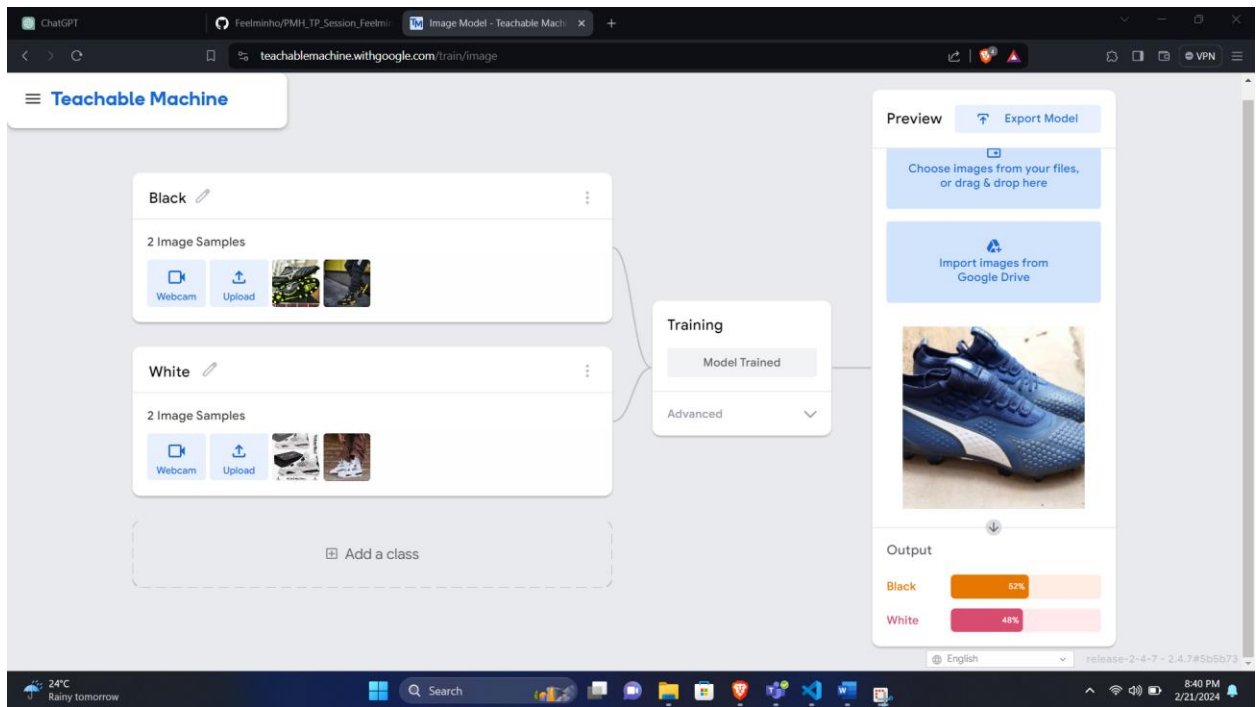 ChatGPT
Feelminho/PMH_TP_Session_Feelmin
Image Model - Teachable Mach
teachablemachine.withgoogle.com/train/image
VPN
Teachable Machine
Preview
Export Model
Choose images from your files,
or drag & drop here
Import images from
Google Drive
Black
2 Image Samples
Webcam
Upload
White
2 Image Samples
Webcam
Upload
Add a class
Training
Model Trained
Advanced
Output
Black
52%
White
48%
English
release-2-4-7 - 2.4.7#5b5b73
24°C
Rainy tomorrow
Search
8:40 PM
2/21/2024